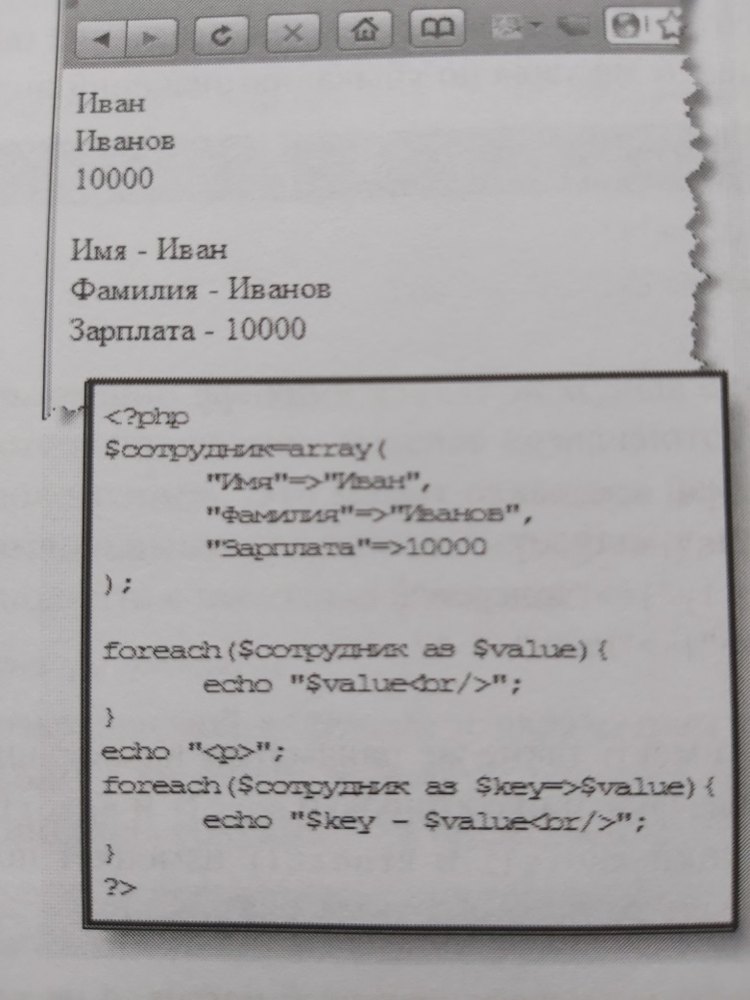 Иван
Иванов
10000
Имя - Иван
Фамилия - Иванов
Зарплата - 10000
<?php
$сотрудник=array(
"Имя"=>"Иван",
"Фамилия"=>"Иванов",
"Зарплата"=>10000
);
foreach($сотрудник as $value){
echo "$value<br/>";
}
echo "<p>";
foreach($сотрудник as $key=>$value){
echo "$key - $value<br/>";
}
?>